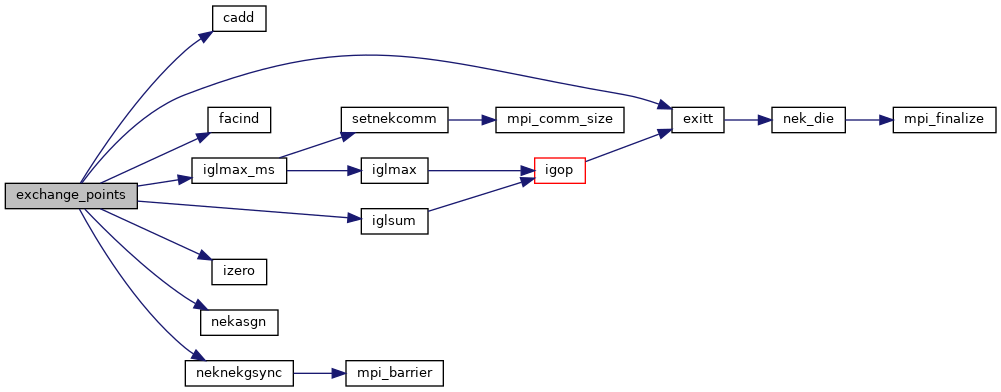 cadd
facind
setnekcomm
mpi_comm_size
exitt
nek_die
mpi_finalize
exchange_points
iglmax_ms
iglmax
igop
iglsum
izero
nekasgn
neknekgsync
mpi_barrier